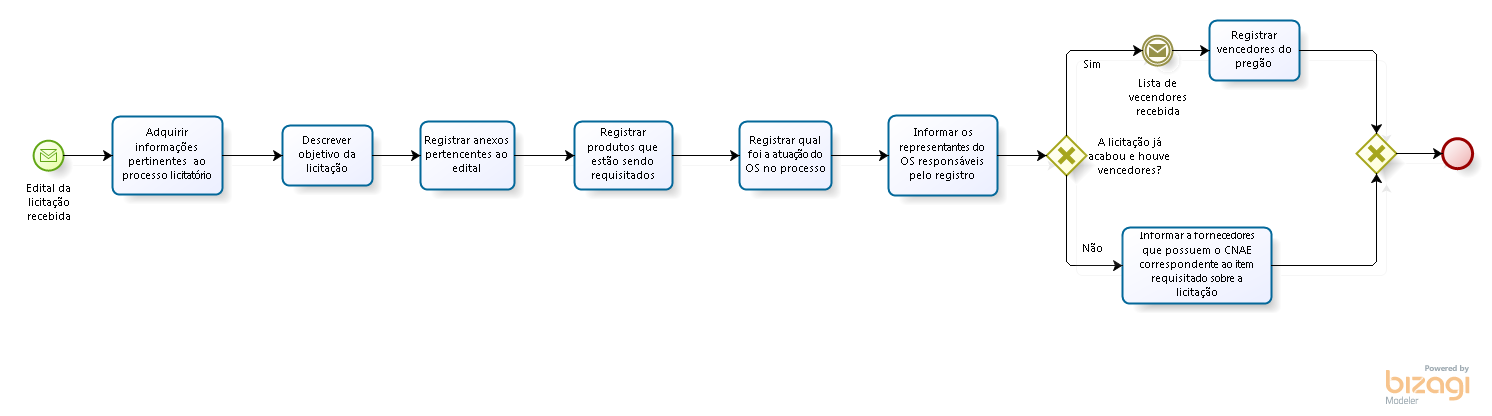 Edital da
licitação
recebida
Adquirir
informações
pertinentes ao
processo licitatório
Descrever
objetivo da
licitação
Registrar anexos
pertencentes ao
edital
Registrar
produtos que
estão sendo
requisitados
Registrar qual
foi a atuação do
OS no processo
Informar os
representantes do
OS responsáveis
pelo registro
A licitação já
acabou e houve
vencedores?
Sim
Lista de
vecendores
recebida
Registrar
vencedores do
pregão
Não
Informar a fornecedores
que possuem o CNAE
correspondente ao item
requisitado sobre a
licitação
Powered by
bizagi
Modeler